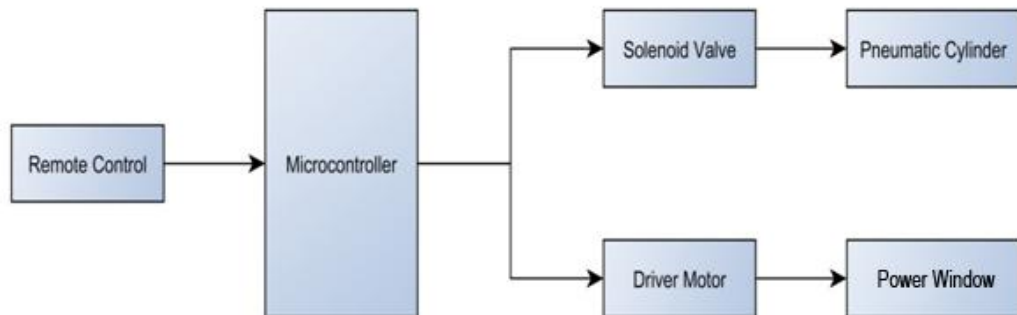 Solenoid Valve
Pneumatic Cylinder
Remote Control
Microcontroller
Driver Motor
Power Window